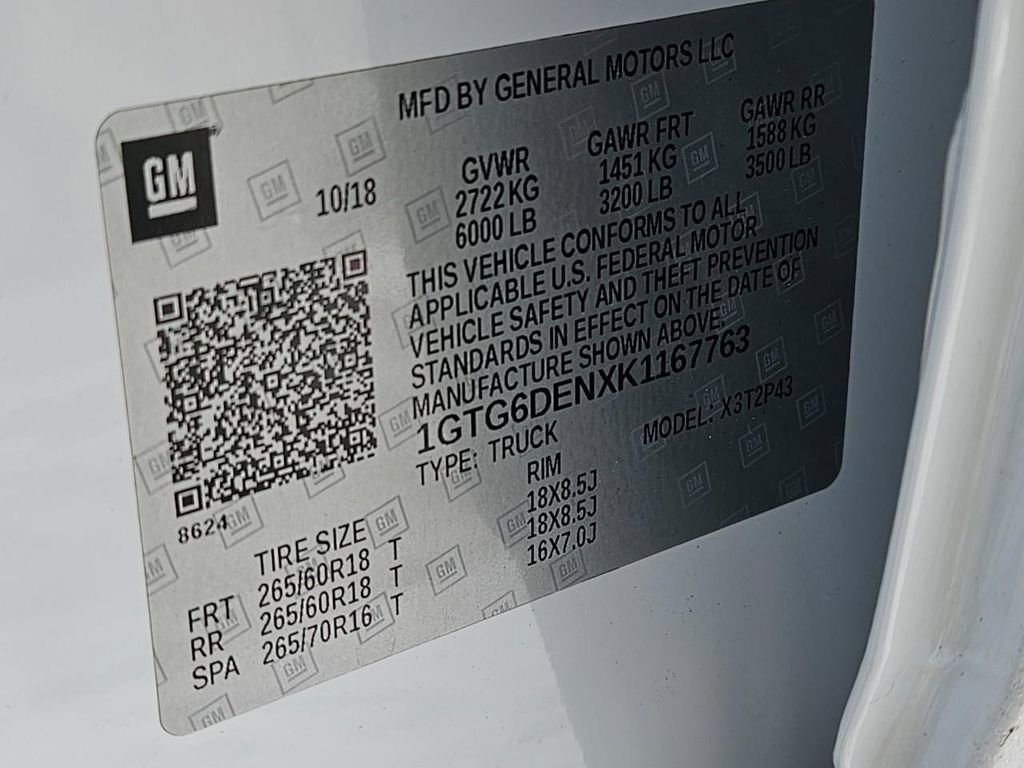 MFD BY GENERAL MOTORS LLC
GM
10/18
GVWR GAWR FRT GAWR RR
2722 KG 1451 KG 1588 KG
6000 LB 3200 LB 3500 LB
THIS VEHICLE CONFORMS TO ALL
APPLICABLE U.S. FEDERAL MOTOR
VEHICLE SAFETY AND THEFT PREVENTION
STANDARDS IN EFFECT ON THE DATE OF
MANUFACTURE SHOWN ABOVE.
1GTG6DENXK1167763
TYPE: TRUCK MODEL: X3T2P43
8624
TIRE SIZE RIM
FRT 265/60R18 T 18X8.5J
RR 265/60R18 T 18X8.5J
SPA 265/70R16 T 16X7.0J